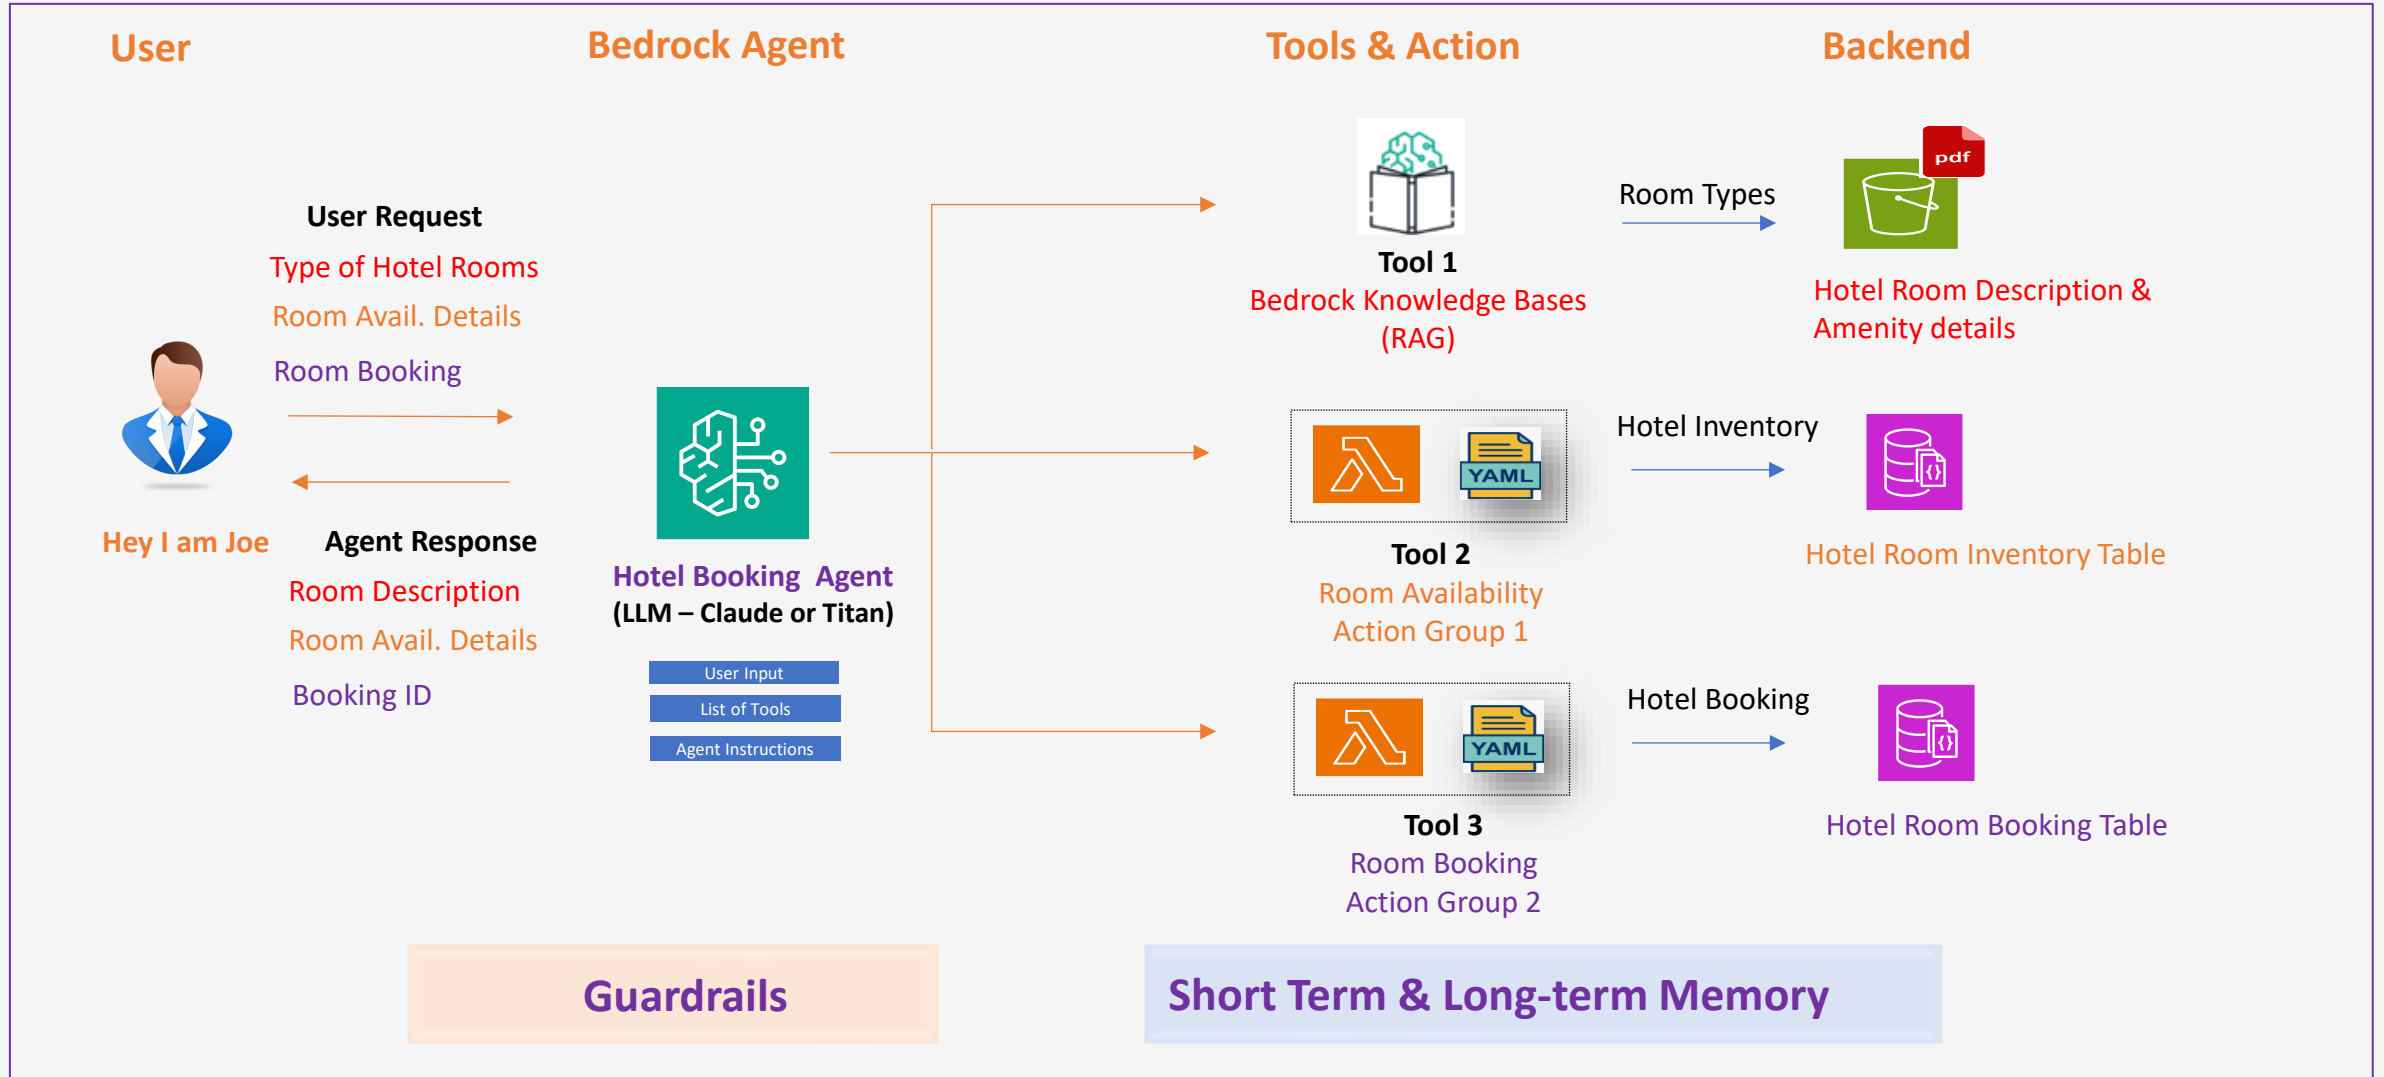 User
Bedrock Agent
Tools & Action
Backend
User Request
Type of Hotel Rooms
Room Avail. Details
Room Booking
Hey I am Joe
Agent Response
Room Description
Room Avail. Details
Booking ID
Hotel Booking Agent
(LLM – Claude or Titan)
User Input
List of Tools
Agent Instructions
Tool 1
Bedrock Knowledge Bases
(RAG)
Room Types
pdf
Hotel Room Description &
Amenity details
YAML
Tool 2
Room Availability
Action Group 1
Hotel Inventory
Hotel Room Inventory Table
YAML
Tool 3
Room Booking
Action Group 2
Hotel Booking
Hotel Room Booking Table
Guardrails
Short Term & Long-term Memory